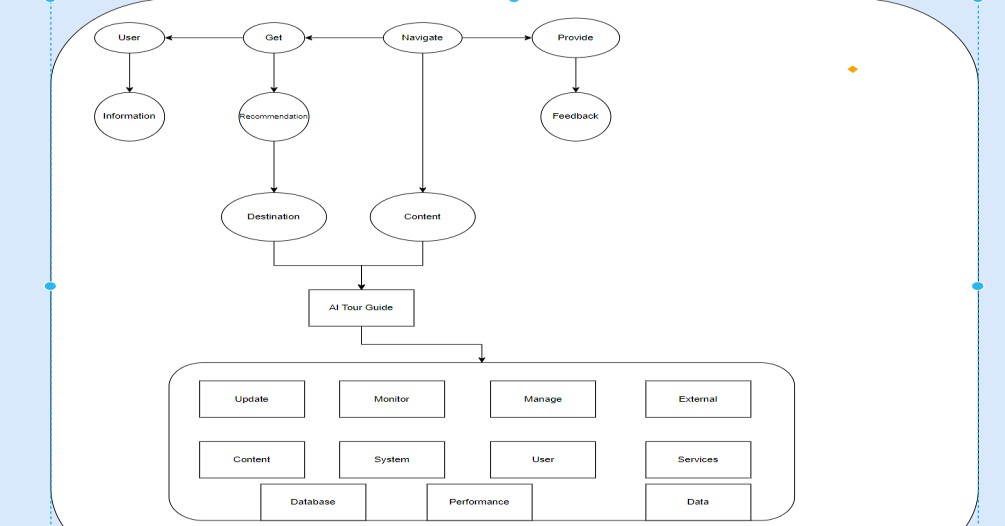 User
Get
Navigate
Provide
Information
Recommendation
Feedback
Destination
Content
AI Tour Guide
Update
Monitor
Manage
External
Content
System
User
Services
Database
Performance
Data